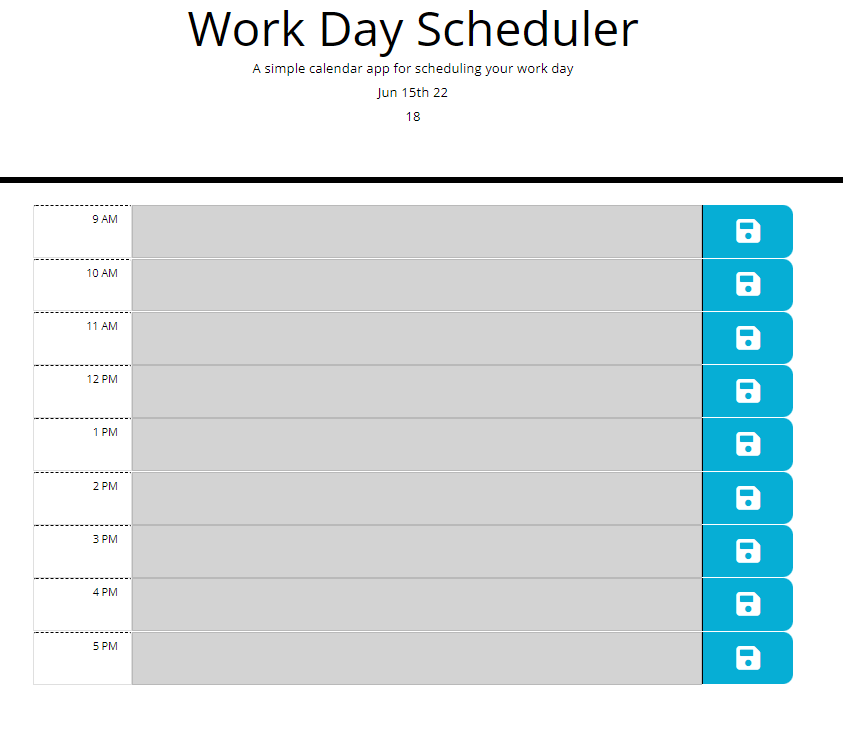 Work Day Scheduler
A simple calendar app for scheduling your work day
Jun 15th 22
18
9 AM
10 AM
11 AM
12 PM
1 PM
2 PM
3 PM
4 PM
5 PM